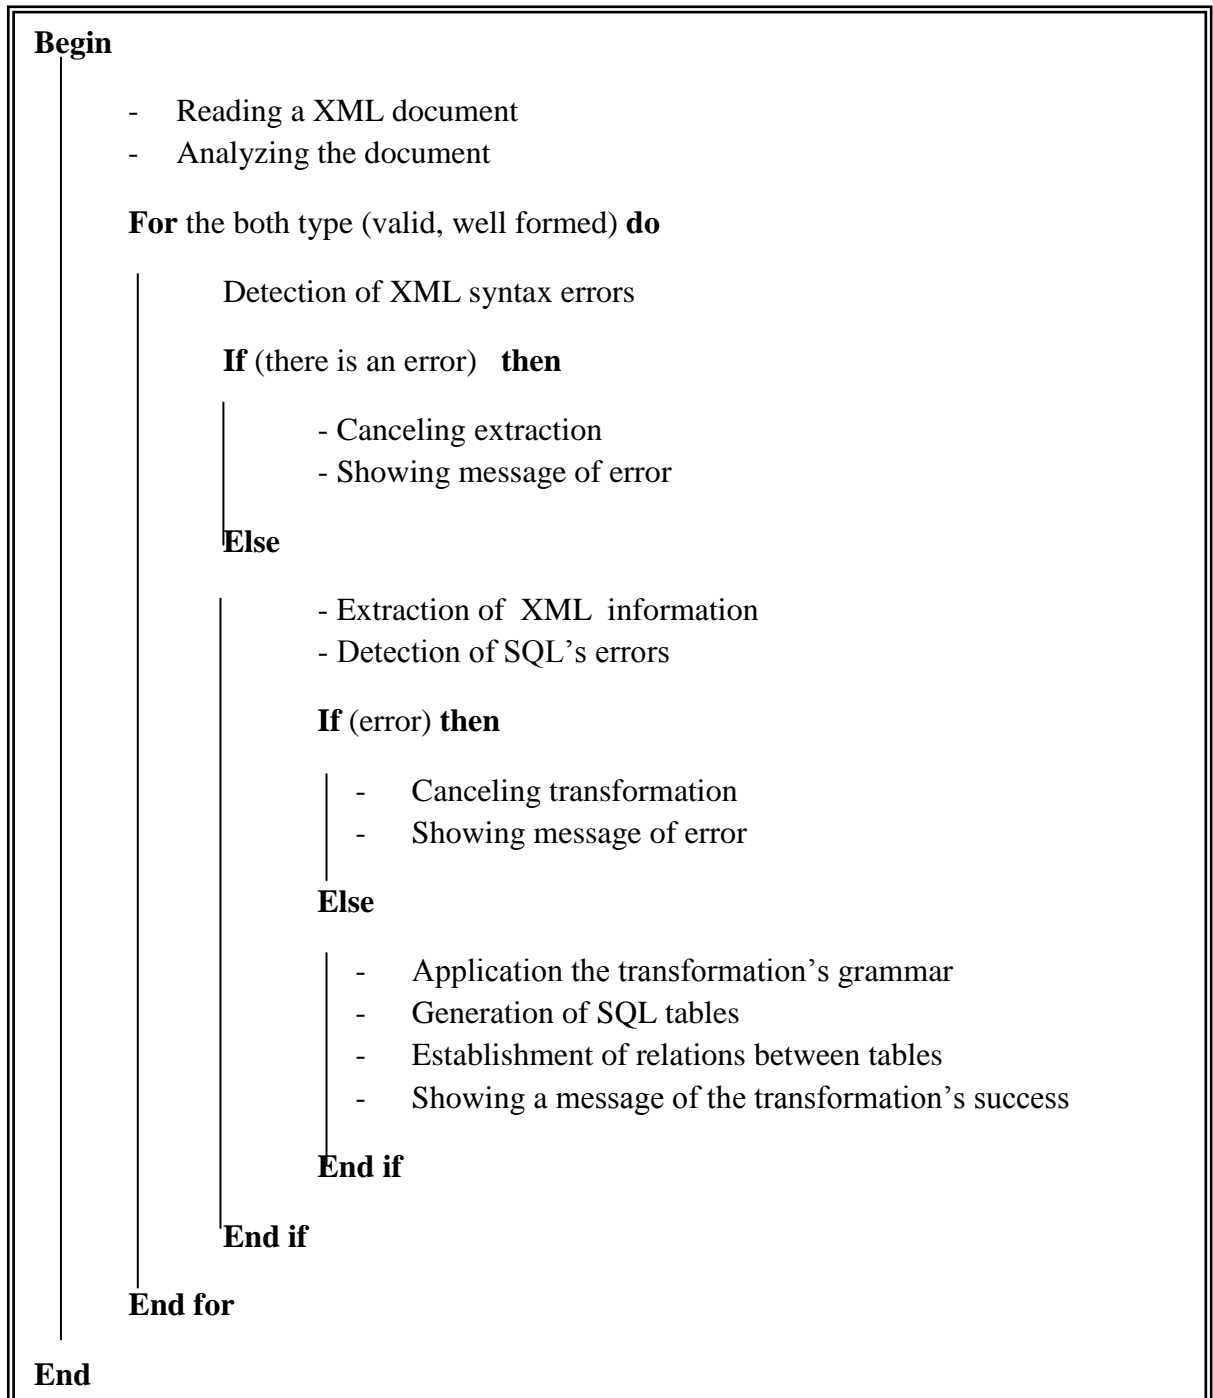 Begin
- Reading a XML document
- Analyzing the document
For the both type (valid, well formed) do
Detection of XML syntax errors
If (there is an error) then
- Canceling extraction
- Showing message of error
Else
- Extraction of XML information
- Detection of SQL’s errors
If (error) then
- Canceling transformation
- Showing message of error
Else
- Application the transformation’s grammar
- Generation of SQL tables
- Establishment of relations between tables
- Showing a message of the transformation’s success
End if
End if
End for
End